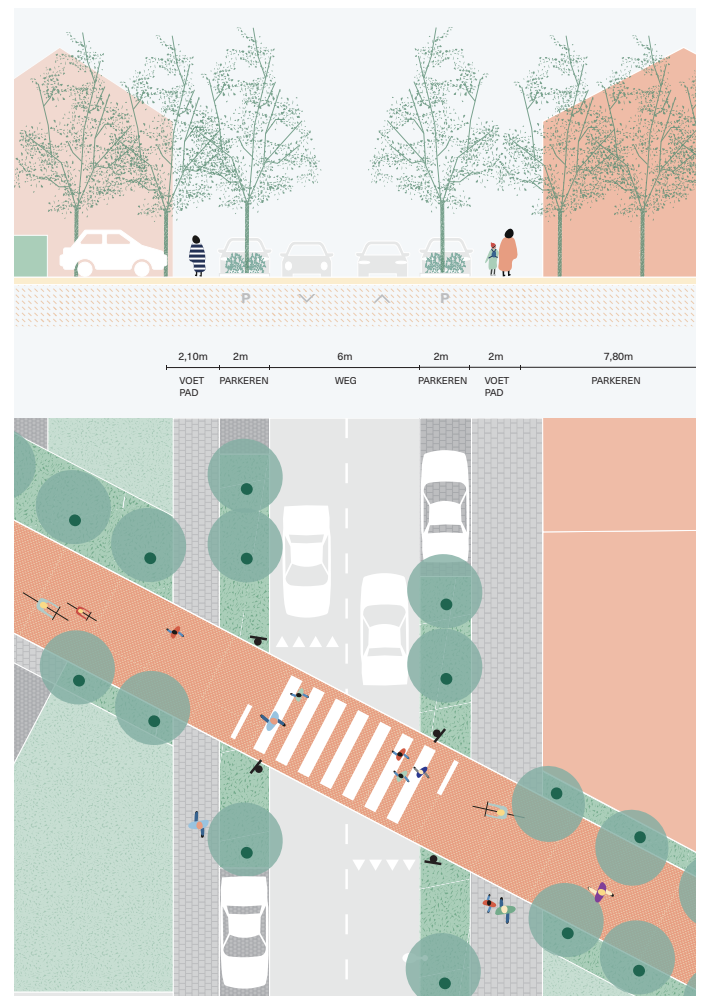 P P
2,10m 2m 6m 2m 2m 7,80m
VOET PARKEREN WEG PARKEREN VOET PARKEREN
PAD PAD